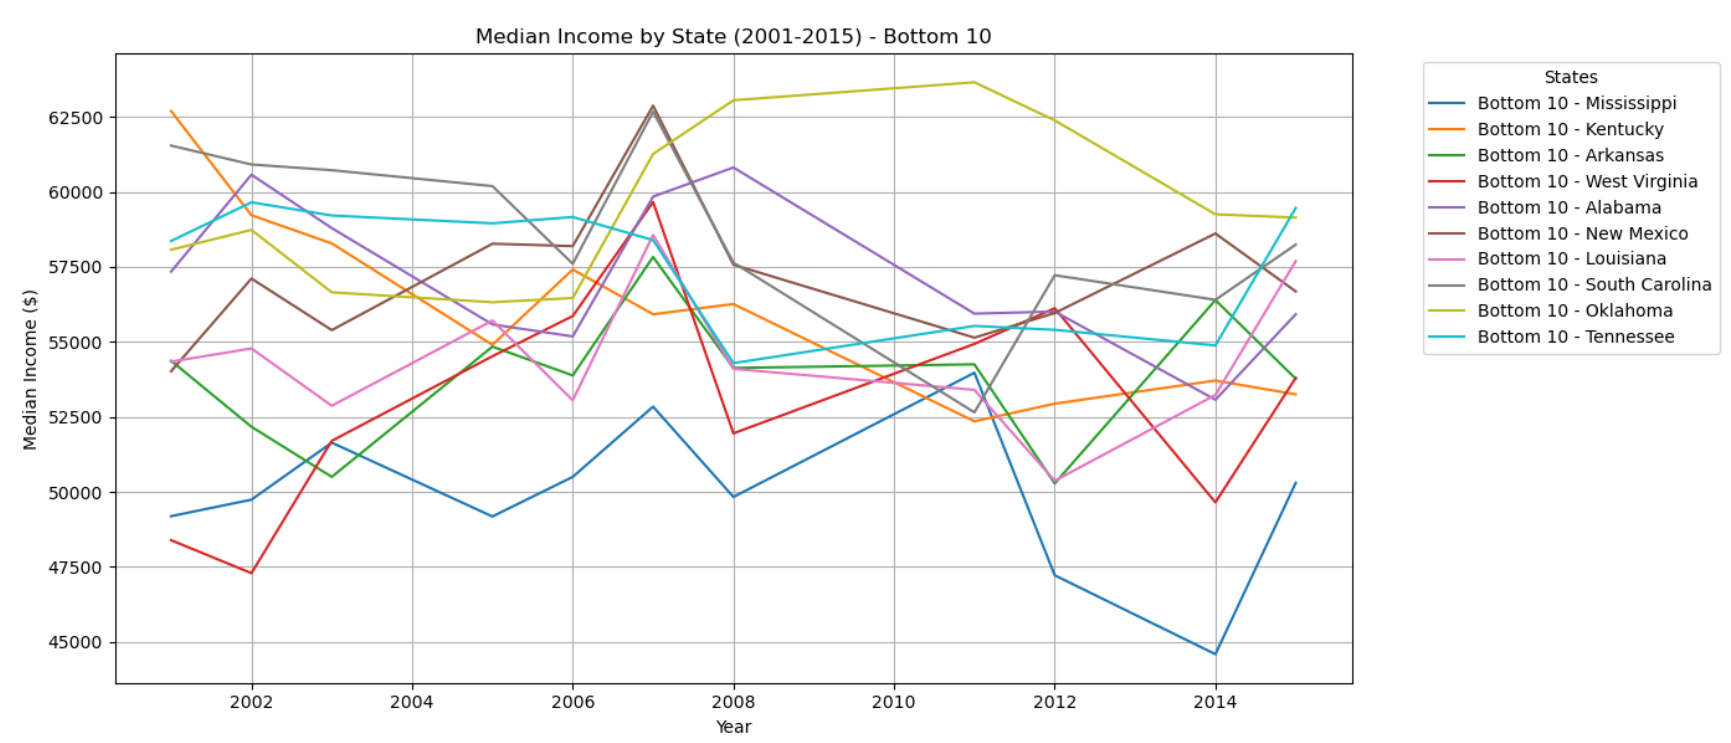 Median Income by State (2001-2015) - Bottom 10
Median Income ($)
62500
60000
57500
55000
52500
50000
47500
45000
2002 2004 2006 2008 2010 2012 2014
Year
States
Bottom 10 - Mississippi
Bottom 10 - Kentucky
Bottom 10 - Arkansas
Bottom 10 - West Virginia
Bottom 10 - Alabama
Bottom 10 - New Mexico
Bottom 10 - Louisiana
Bottom 10 - South Carolina
Bottom 10 - Oklahoma
Bottom 10 - Tennessee